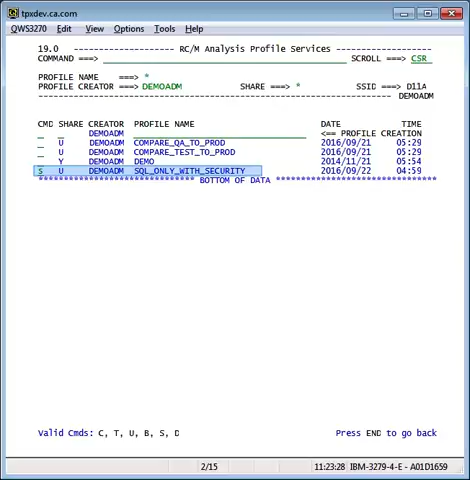 tpxdev.ca.com
QWS3270 Edit View Options Tools Help
19.0 -------------------- RC/M Analysis Profile Services ------------------
COMMAND ===> SCROLL ===> CSR
PROFILE NAME ===> *
PROFILE CREATOR ===> DEMOADM SHARE ===> * SSID ===> D11A
------------------------------------------------------------------------ DEMOADM
CMD SHARE CREATOR PROFILE NAME DATE TIME
_ _ DEMOADM <== PROFILE CREATION
_ U DEMOADM COMPARE_QA_TO_PROD 2016/09/21 05:29
_ U DEMOADM COMPARE_TEST_TO_PROD 2016/09/21 05:29
_ Y DEMOADM DEMO 2014/11/21 05:54
S U DEMOADM SQL_ONLY_WITH_SECURITY 2016/09/22 04:59
******************************* BOTTOM OF DATA ********************************
Valid Cmds: C, T, U, B, S, D Press END to go back
2/15 11:23:28 IBM-3279-4-E - A01D1659